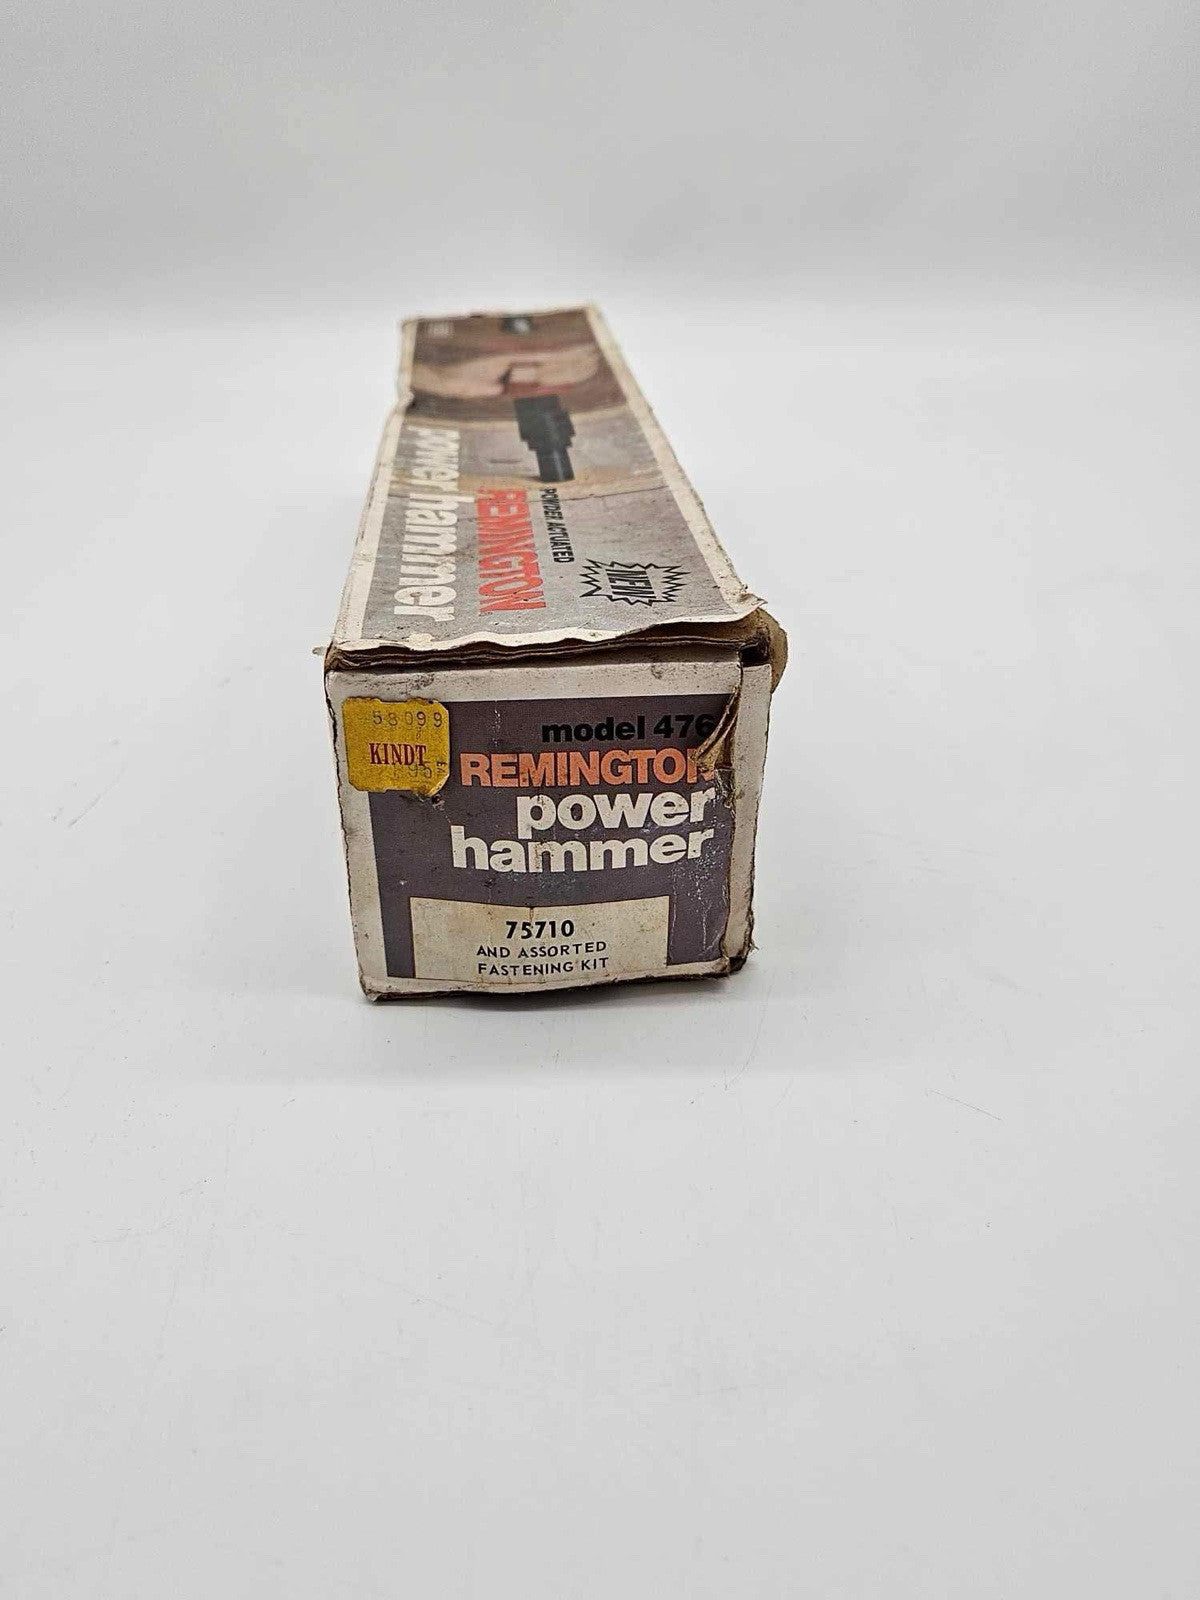 NEW
POWDER ACTUATED
REMINGTON
power hammer
58099
KINDT
model 476
REMINGTON
power
hammer
75710
AND ASSORTED
FASTENING KIT